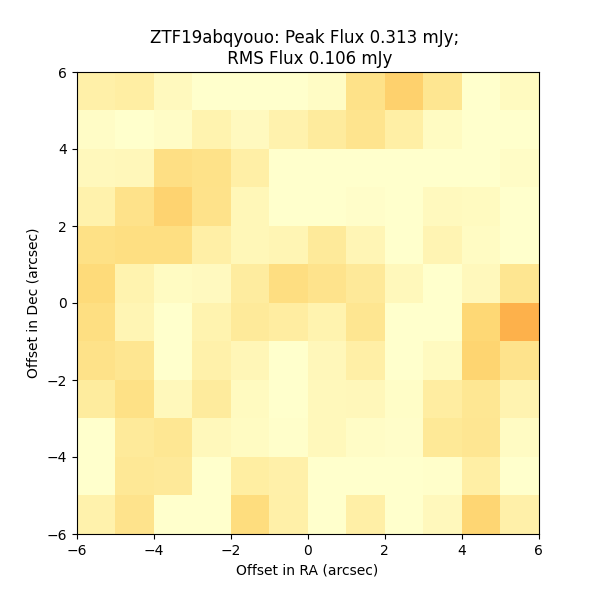 ZTF19abqyouo: Peak Flux 0.313 mJy;
RMS Flux 0.106 mJy
6
4
2
0
−2
−4
−6
Offset in Dec (arcsec)
−6 −4 −2 0 2 4 6
Offset in RA (arcsec)